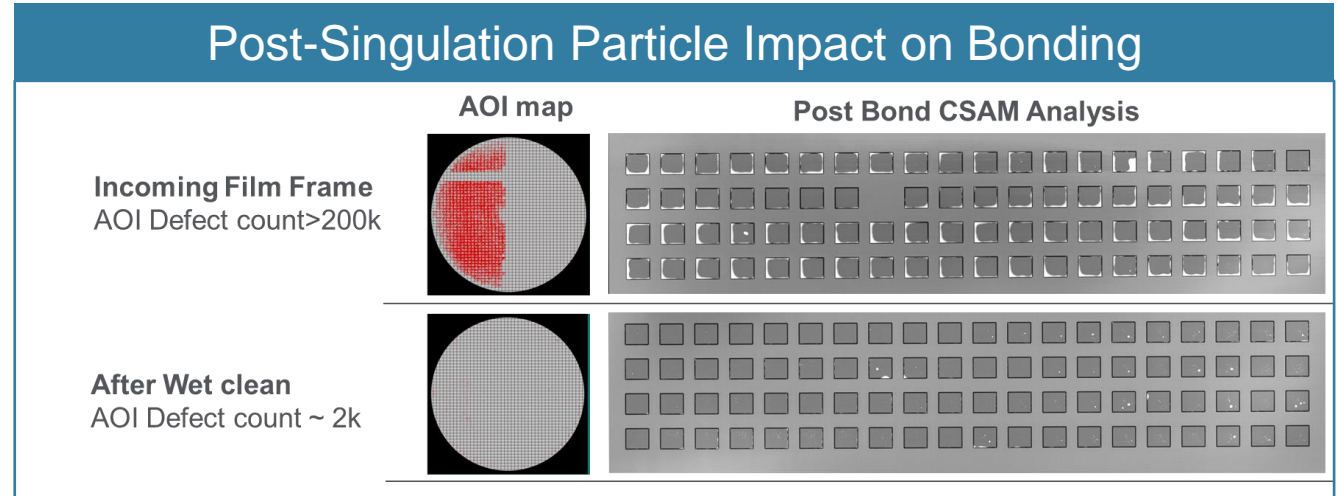 Post-Singulation Particle Impact on Bonding
AOI map
Post Bond CSAM Analysis
Incoming Film Frame
AOI Defect count>200k
After Wet clean
AOI Defect count ~ 2k